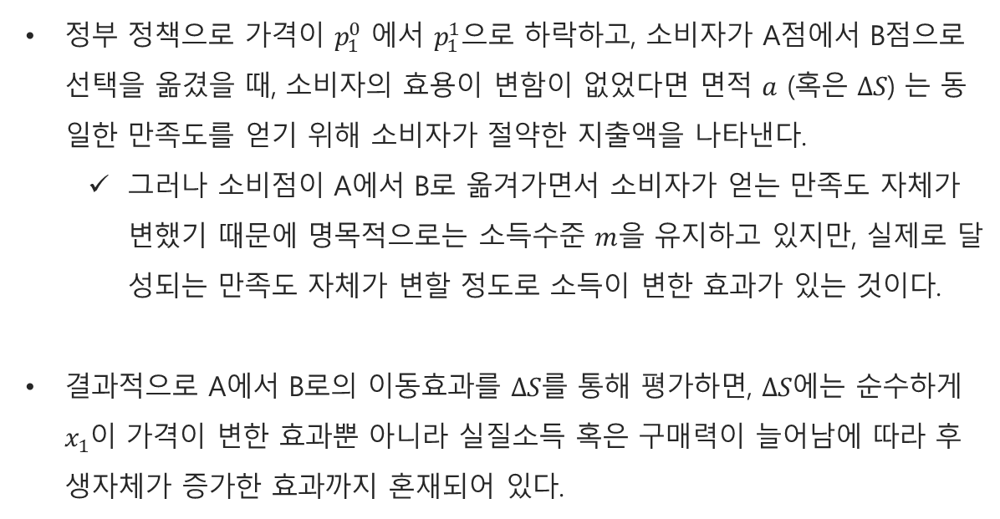 • 정부 정책으로 가격이 $p_1^0$ 에서 $p_1^1$으로 하락하고, 소비자가 A점에서 B점으로
선택을 옮겼을 때, 소비자의 효용이 변함이 없었다면 면적 $a$ (혹은 $\Delta S$) 는 동
일한 만족도를 얻기 위해 소비자가 절약한 지출액을 나타낸다.
✓ 그러나 소비점이 A에서 B로 옮겨가면서 소비자가 얻는 만족도 자체가
변했기 때문에 명목적으로는 소득수준 $m$을 유지하고 있지만, 실제로 달
성되는 만족도 자체가 변할 정도로 소득이 변한 효과가 있는 것이다.
• 결과적으로 A에서 B로의 이동효과를 $\Delta S$를 통해 평가하면, $\Delta S$에는 순수하게
$x_1$이 가격이 변한 효과뿐 아니라 실질소득 혹은 구매력이 늘어남에 따라 후
생자체가 증가한 효과까지 혼재되어 있다.